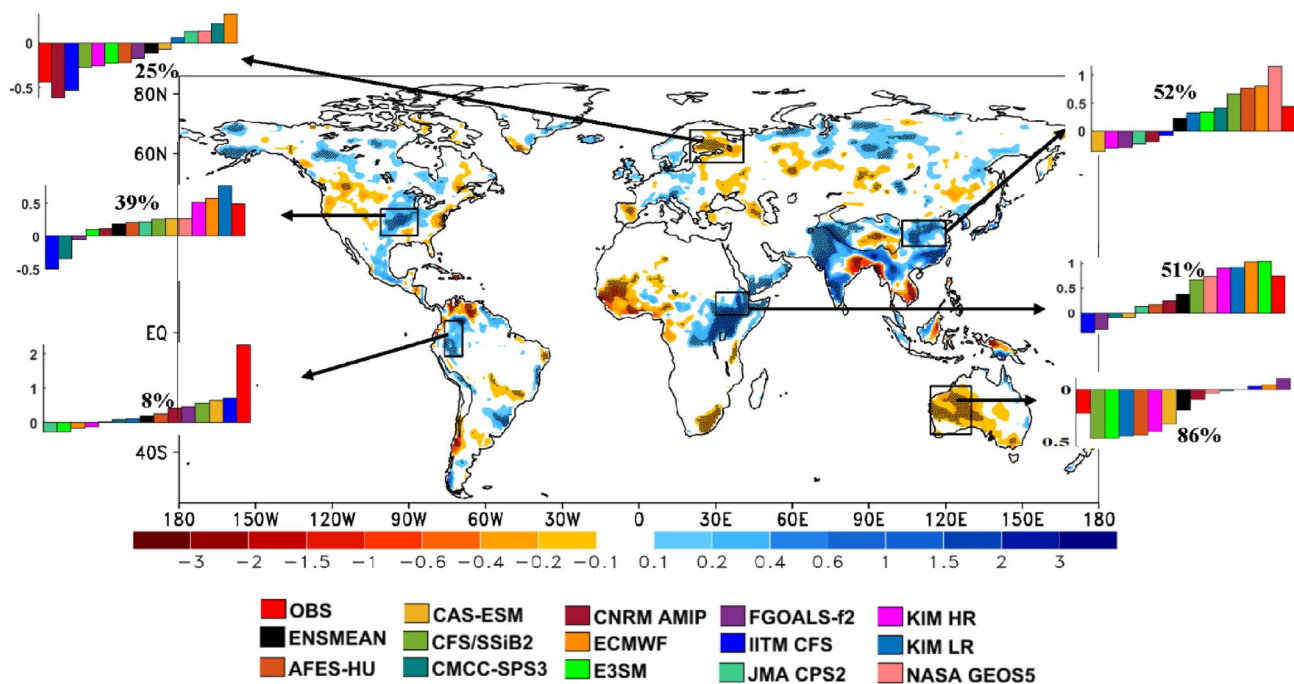 0
-0.5
25%
1
0.5
0
52%
0.5
0
-0.5
39%
1
0.5
0
51%
2
1
0
8%
0
0.5
86%
80N
60N
EQ
40S
180 150W 120W 90W 60W 30W 0 30E 60E 90E 120E 150E 180
-3 -2 -1.5 -1 -0.6 -0.4 -0.2 -0.1 0.1 0.2 0.4 0.6 1 1.5 2 3
OBS CAS-ESM CNRM AMIP FGOALS-f2 KIM HR
ENSMEAN CFS/SSiB2 ECMWF IITM CFS KIM LR
AFES-HU CMCC-SPS3 E3SM JMA CPS2 NASA GEOS5